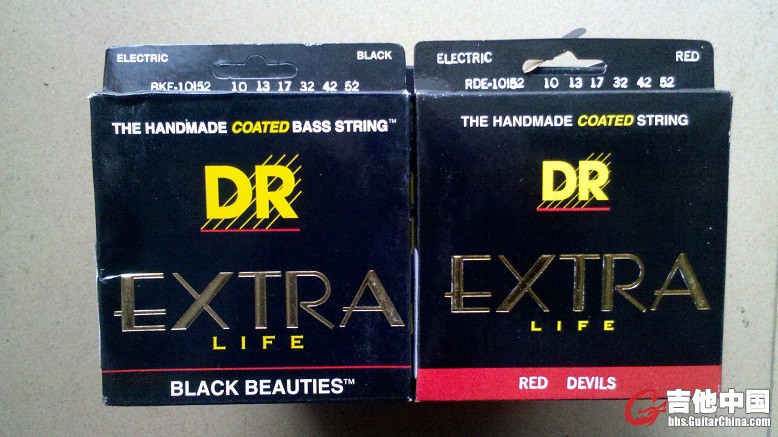 ELECTRIC BLACK
BKE-10152 10 13 17 32 42 52
THE HANDMADE COATED BASS STRING™
DR
EXTRA
LIFE
BLACK BEAUTIES™
ELECTRIC RED
RDE-10152 10 13 17 32 42 52
THE HANDMADE COATED STRING
DR
EXTRA
LIFE
RED DEVILS
吉他中国
bbs.GuitarChina.com